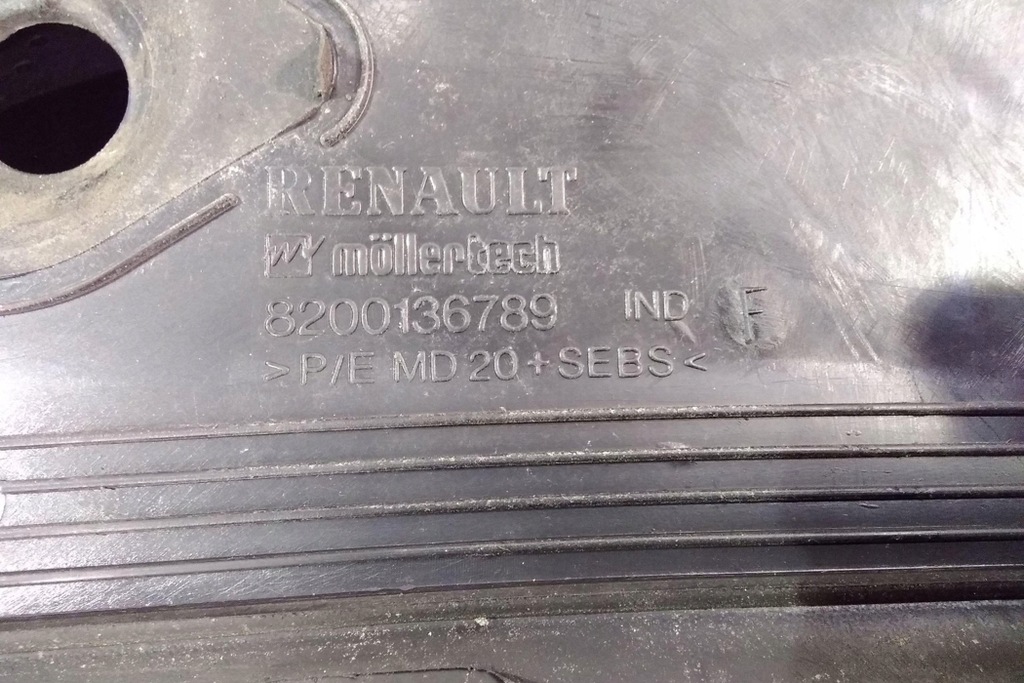 RENAULT
möllertech
8200136789 IND F
>P/E MD 20+SEBS<